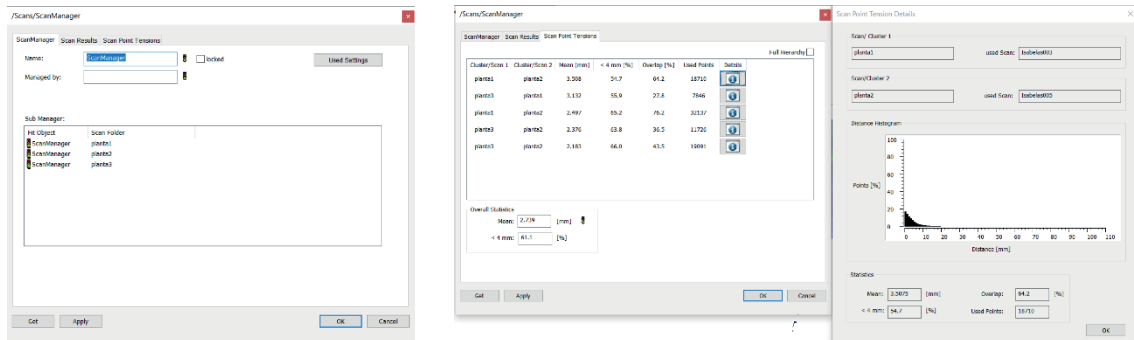 /Scans/ScanManager
ScanManager Scan Results Scan Point Tensions
Name: ScanManager locked Used Settings
Managed by:
Sub Manager:
Fit Object Scan Folder
ScanManager planta1
ScanManager planta2
ScanManager planta3
Get Apply OK Cancel
/Scans/ScanManager
ScanManager Scan Results Scan Point Tensions
Full Hierarchy
Cluster/Scan 1 Cluster/Scan 2 Mean [mm] < 4 mm [%] Overlap [%] Used Points Details
planta1 planta2 3.508 54.7 64.2 18710
planta3 planta1 3.132 55.9 27.8 7846
planta1 planta2 2.497 65.2 76.2 32137
planta3 planta2 2.376 63.8 36.5 11726
planta3 planta2 2.183 66.0 43.5 19891
Overall Statistics
Mean: 2.739 [mm]
< 4 mm: 61.1 [%]
Get Apply OK Cancel
Scan Point Tension Details
Scan/ Cluster 1
planta1 used Scan: Isabelas003
Scan/Cluster 2
planta2 used Scan: Isabelas005
Distance Histogram
100
80
60
Points [%]
40
20
0
0 10 20 30 40 50 60 70 80 90 100 110
Distance [mm]
Statistics
Mean: 3.5075 [mm] Overlap: 64.2 [%]
< 4 mm: 54.7 [%] Used Points: 18710
OK